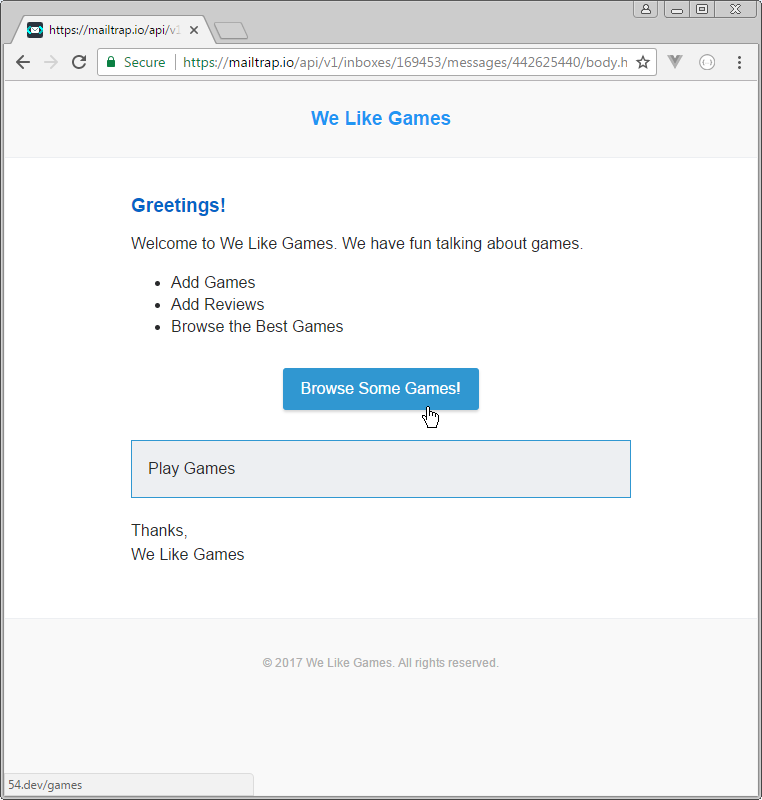 https://mailtrap.io/api/v1
Secure https://mailtrap.io/api/v1/inboxes/169453/messages/442625440/body.h
We Like Games
Greetings!
Welcome to We Like Games. We have fun talking about games.
• Add Games
• Add Reviews
• Browse the Best Games
Browse Some Games!
Play Games
Thanks,
We Like Games
© 2017 We Like Games. All rights reserved.
54.dev/games